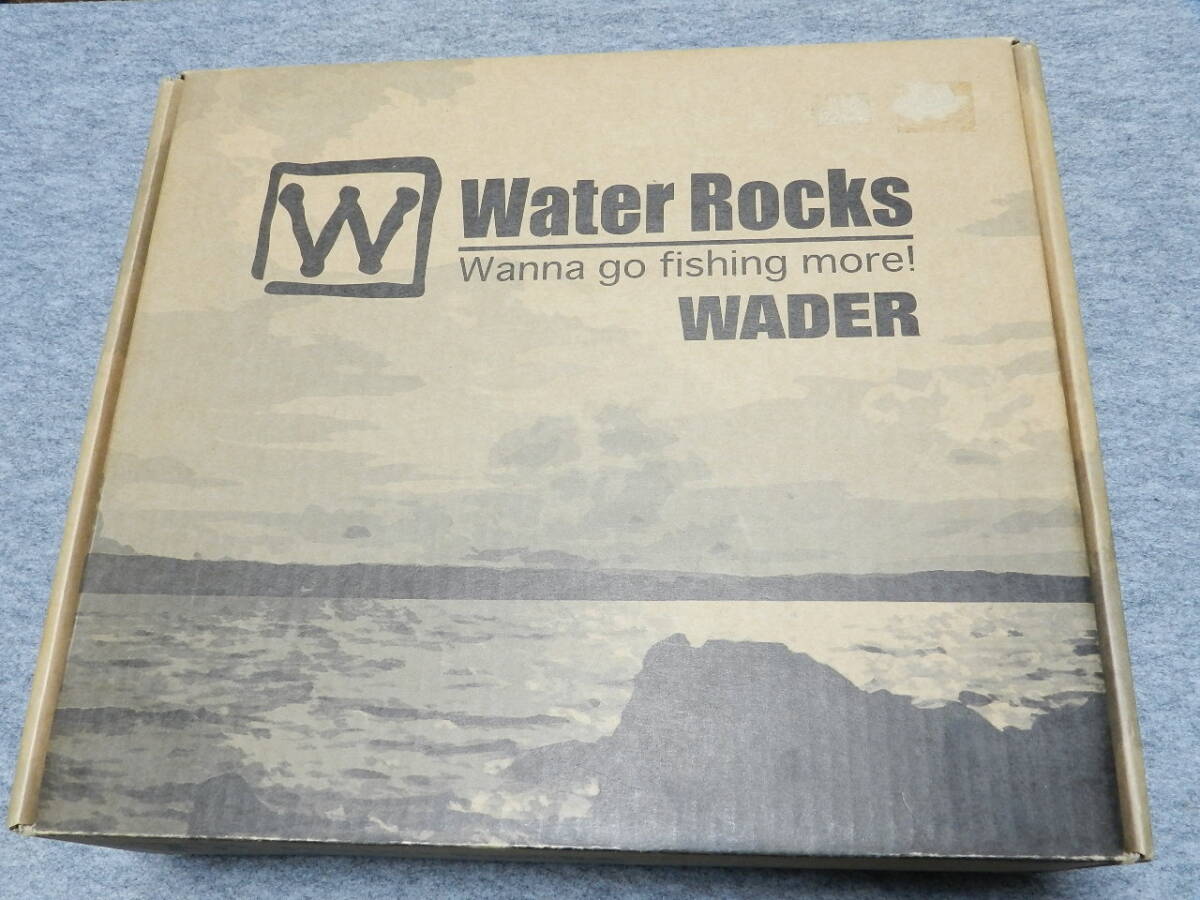 W
Water Rocks
Wanna go fishing more!
WADER